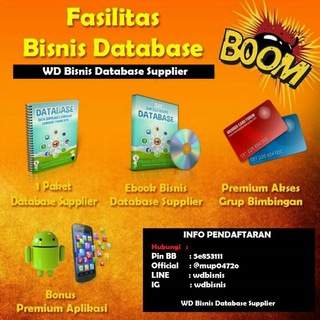 Fasilitas
Bisnis Database
WD Bisnis Database Supplier
BOOM
DATABASE
DATABASE
1 Paket
Database Supplier
Ebook Bisnis
Database Supplier
Premium Akses
Grup Bimbingan
Bonus
Premium Aplikasi
INFO PENDAFTARAN
Hubungi :
Pin BB : 5e853111
Official : @mup0472o
LINE : wdbisnis
IG : wdbisnis
WD Bisnis Database Supplier